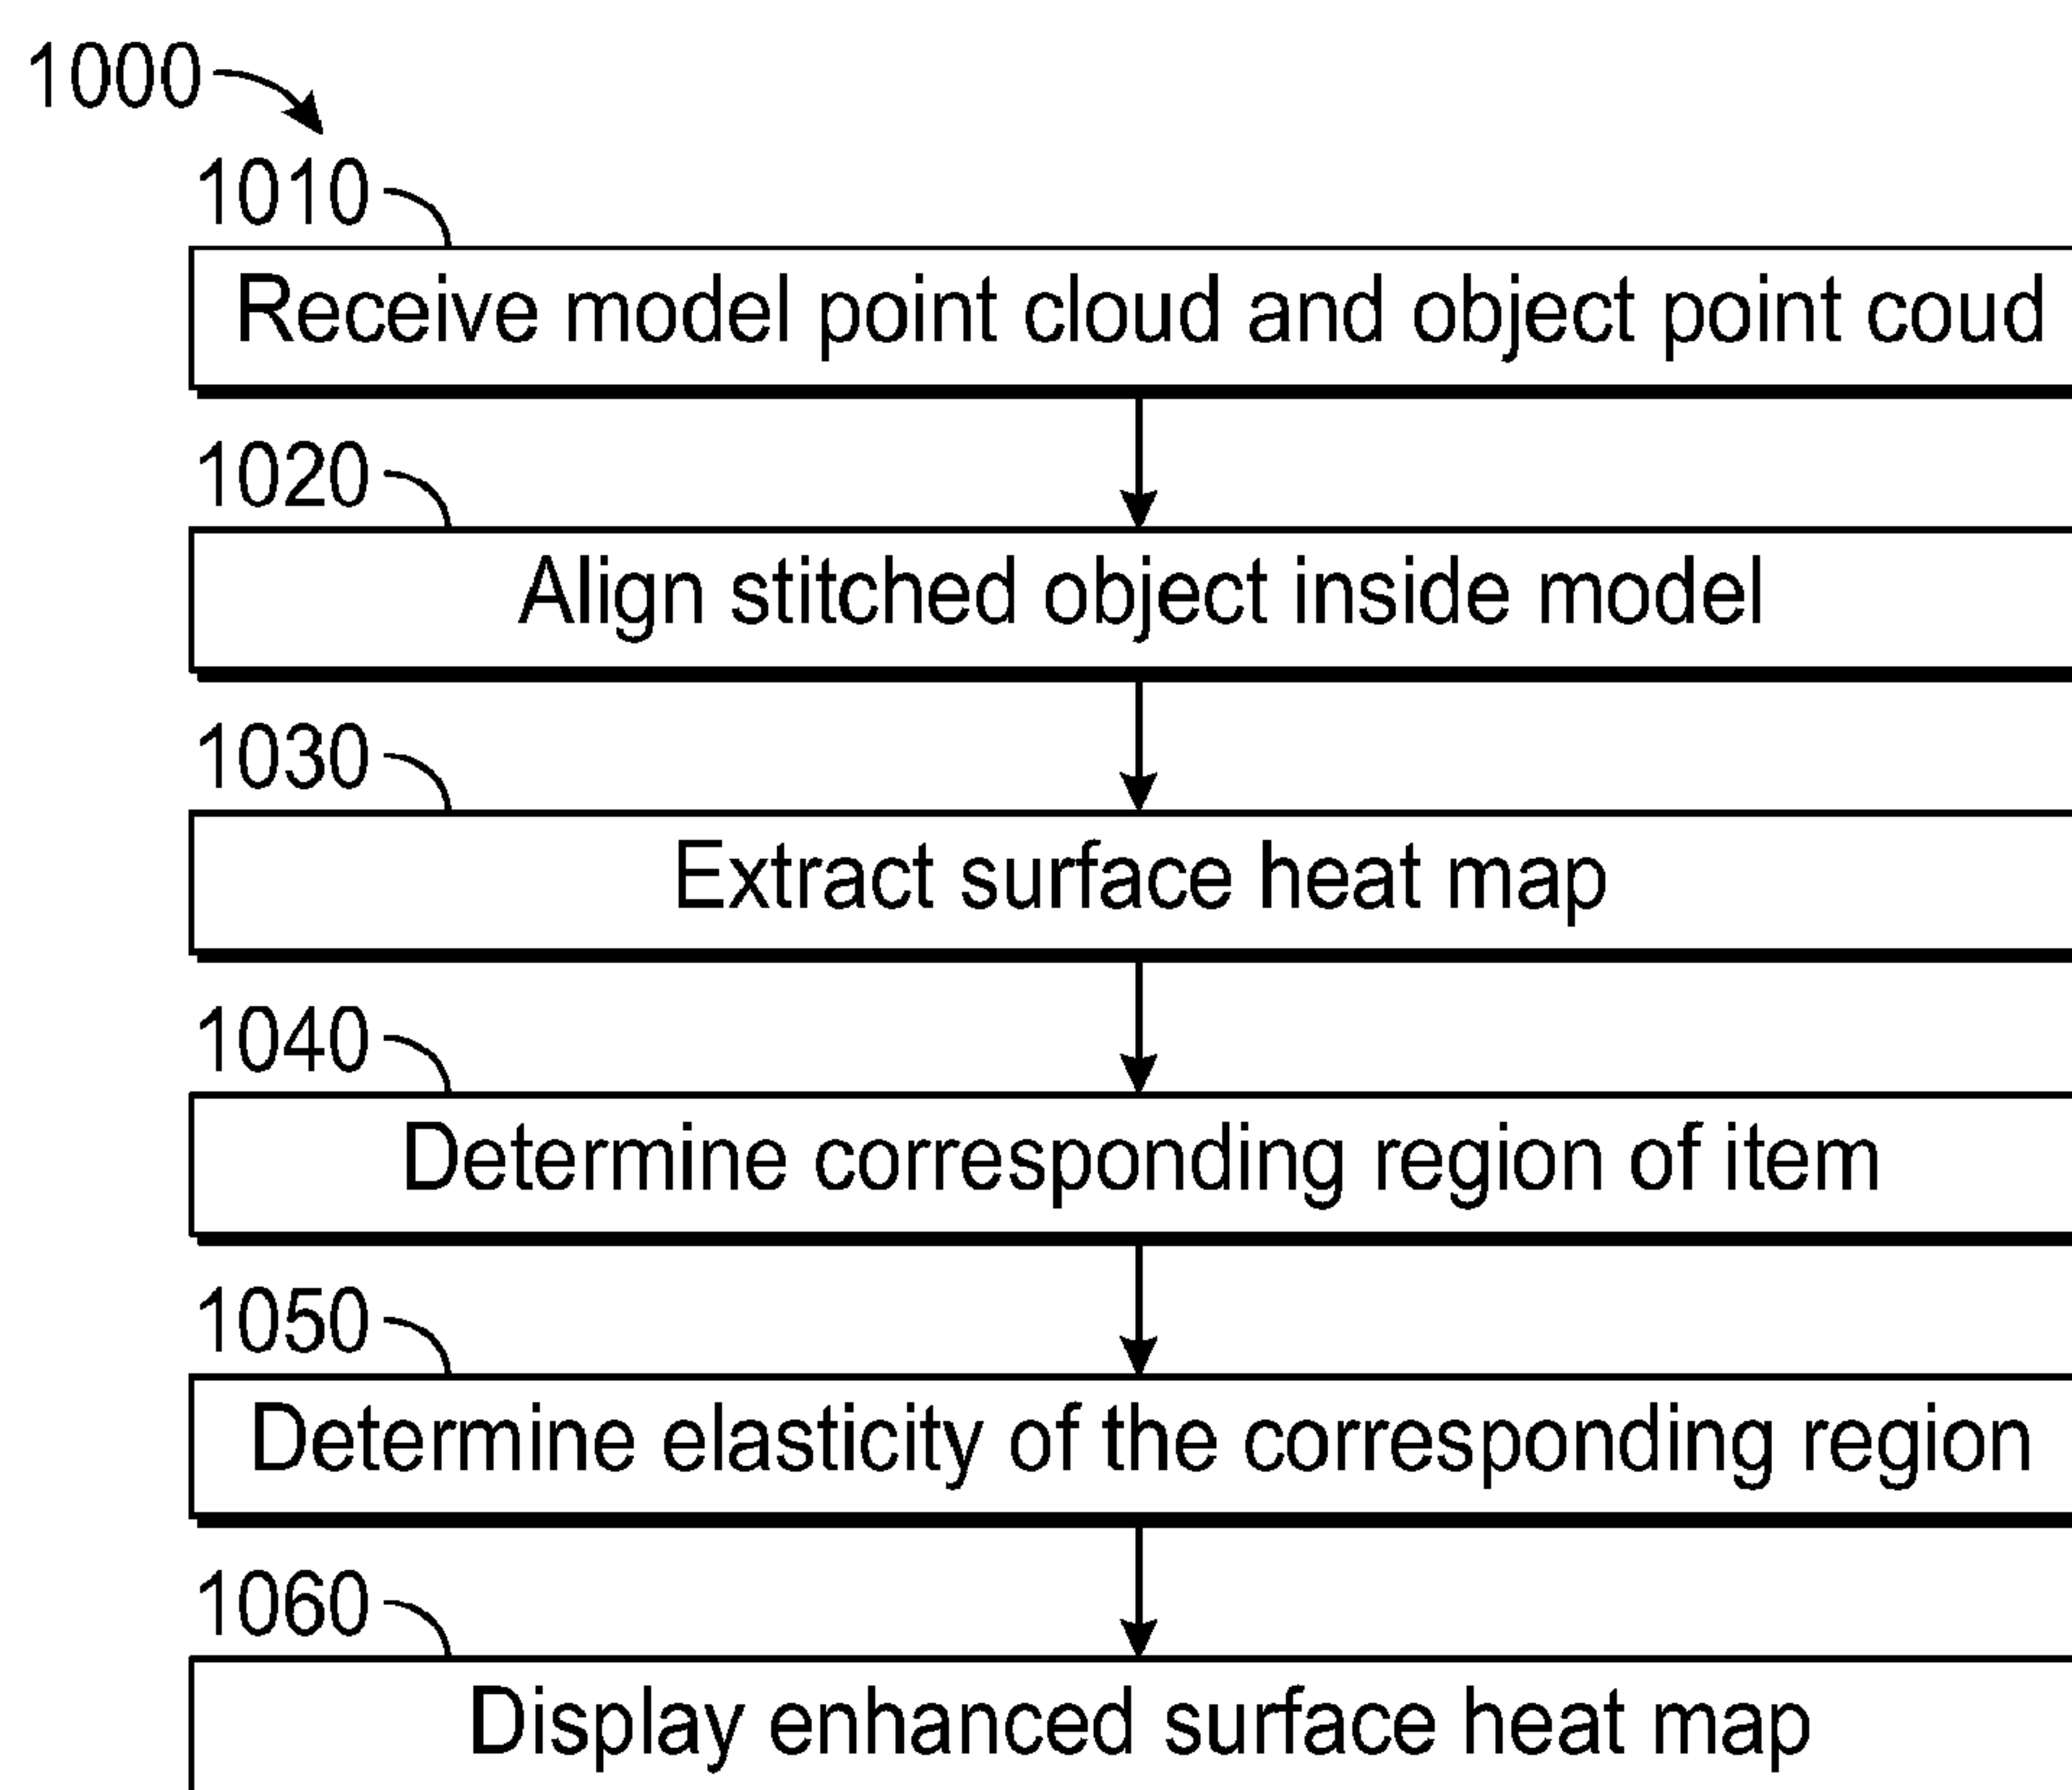 1000
1010
Receive model point cloud and object point coud
1020
Align stitched object inside model
1030
Extract surface heat map
1040
Determine corresponding region of item
1050
Determine elasticity of the corresponding region
1060
Display enhanced surface heat map